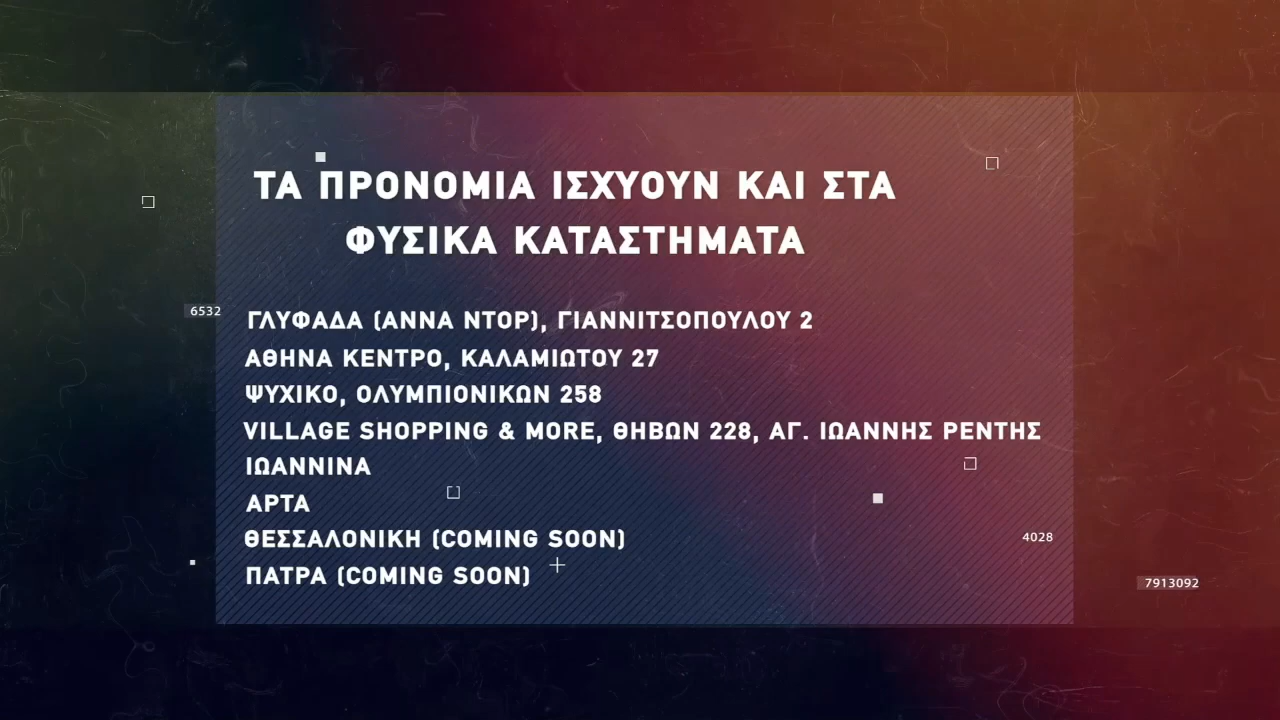 ΤΑ ΠΡΟΝΟΜΙΑ ΙΣΧΥΟΥΝ ΚΑΙ ΣΤΑ
ΦΥΣΙΚΑ ΚΑΤΑΣΤΗΜΑΤΑ
6532
ΓΛΥΦΑΔΑ (ΑΝΝΑ ΝΤΟΡ), ΓΙΑΝΝΙΤΣΟΠΟΥΛΟΥ 2
ΑΘΗΝΑ ΚΕΝΤΡΟ, ΚΑΛΑΜΙΩΤΟΥ 27
ΨΥΧΙΚΟ, ΟΛΥΜΠΙΟΝΙΚΩΝ 258
VILLAGE SHOPPING & MORE, ΘΗΒΩΝ 228, ΑΓ. ΙΩΑΝΝΗΣ ΡΕΝΤΗΣ
ΙΩΑΝΝΙΝΑ
ΑΡΤΑ
ΘΕΣΣΑΛΟΝΙΚΗ (COMING SOON)
4028
ΠΑΤΡΑ (COMING SOON)
7913092